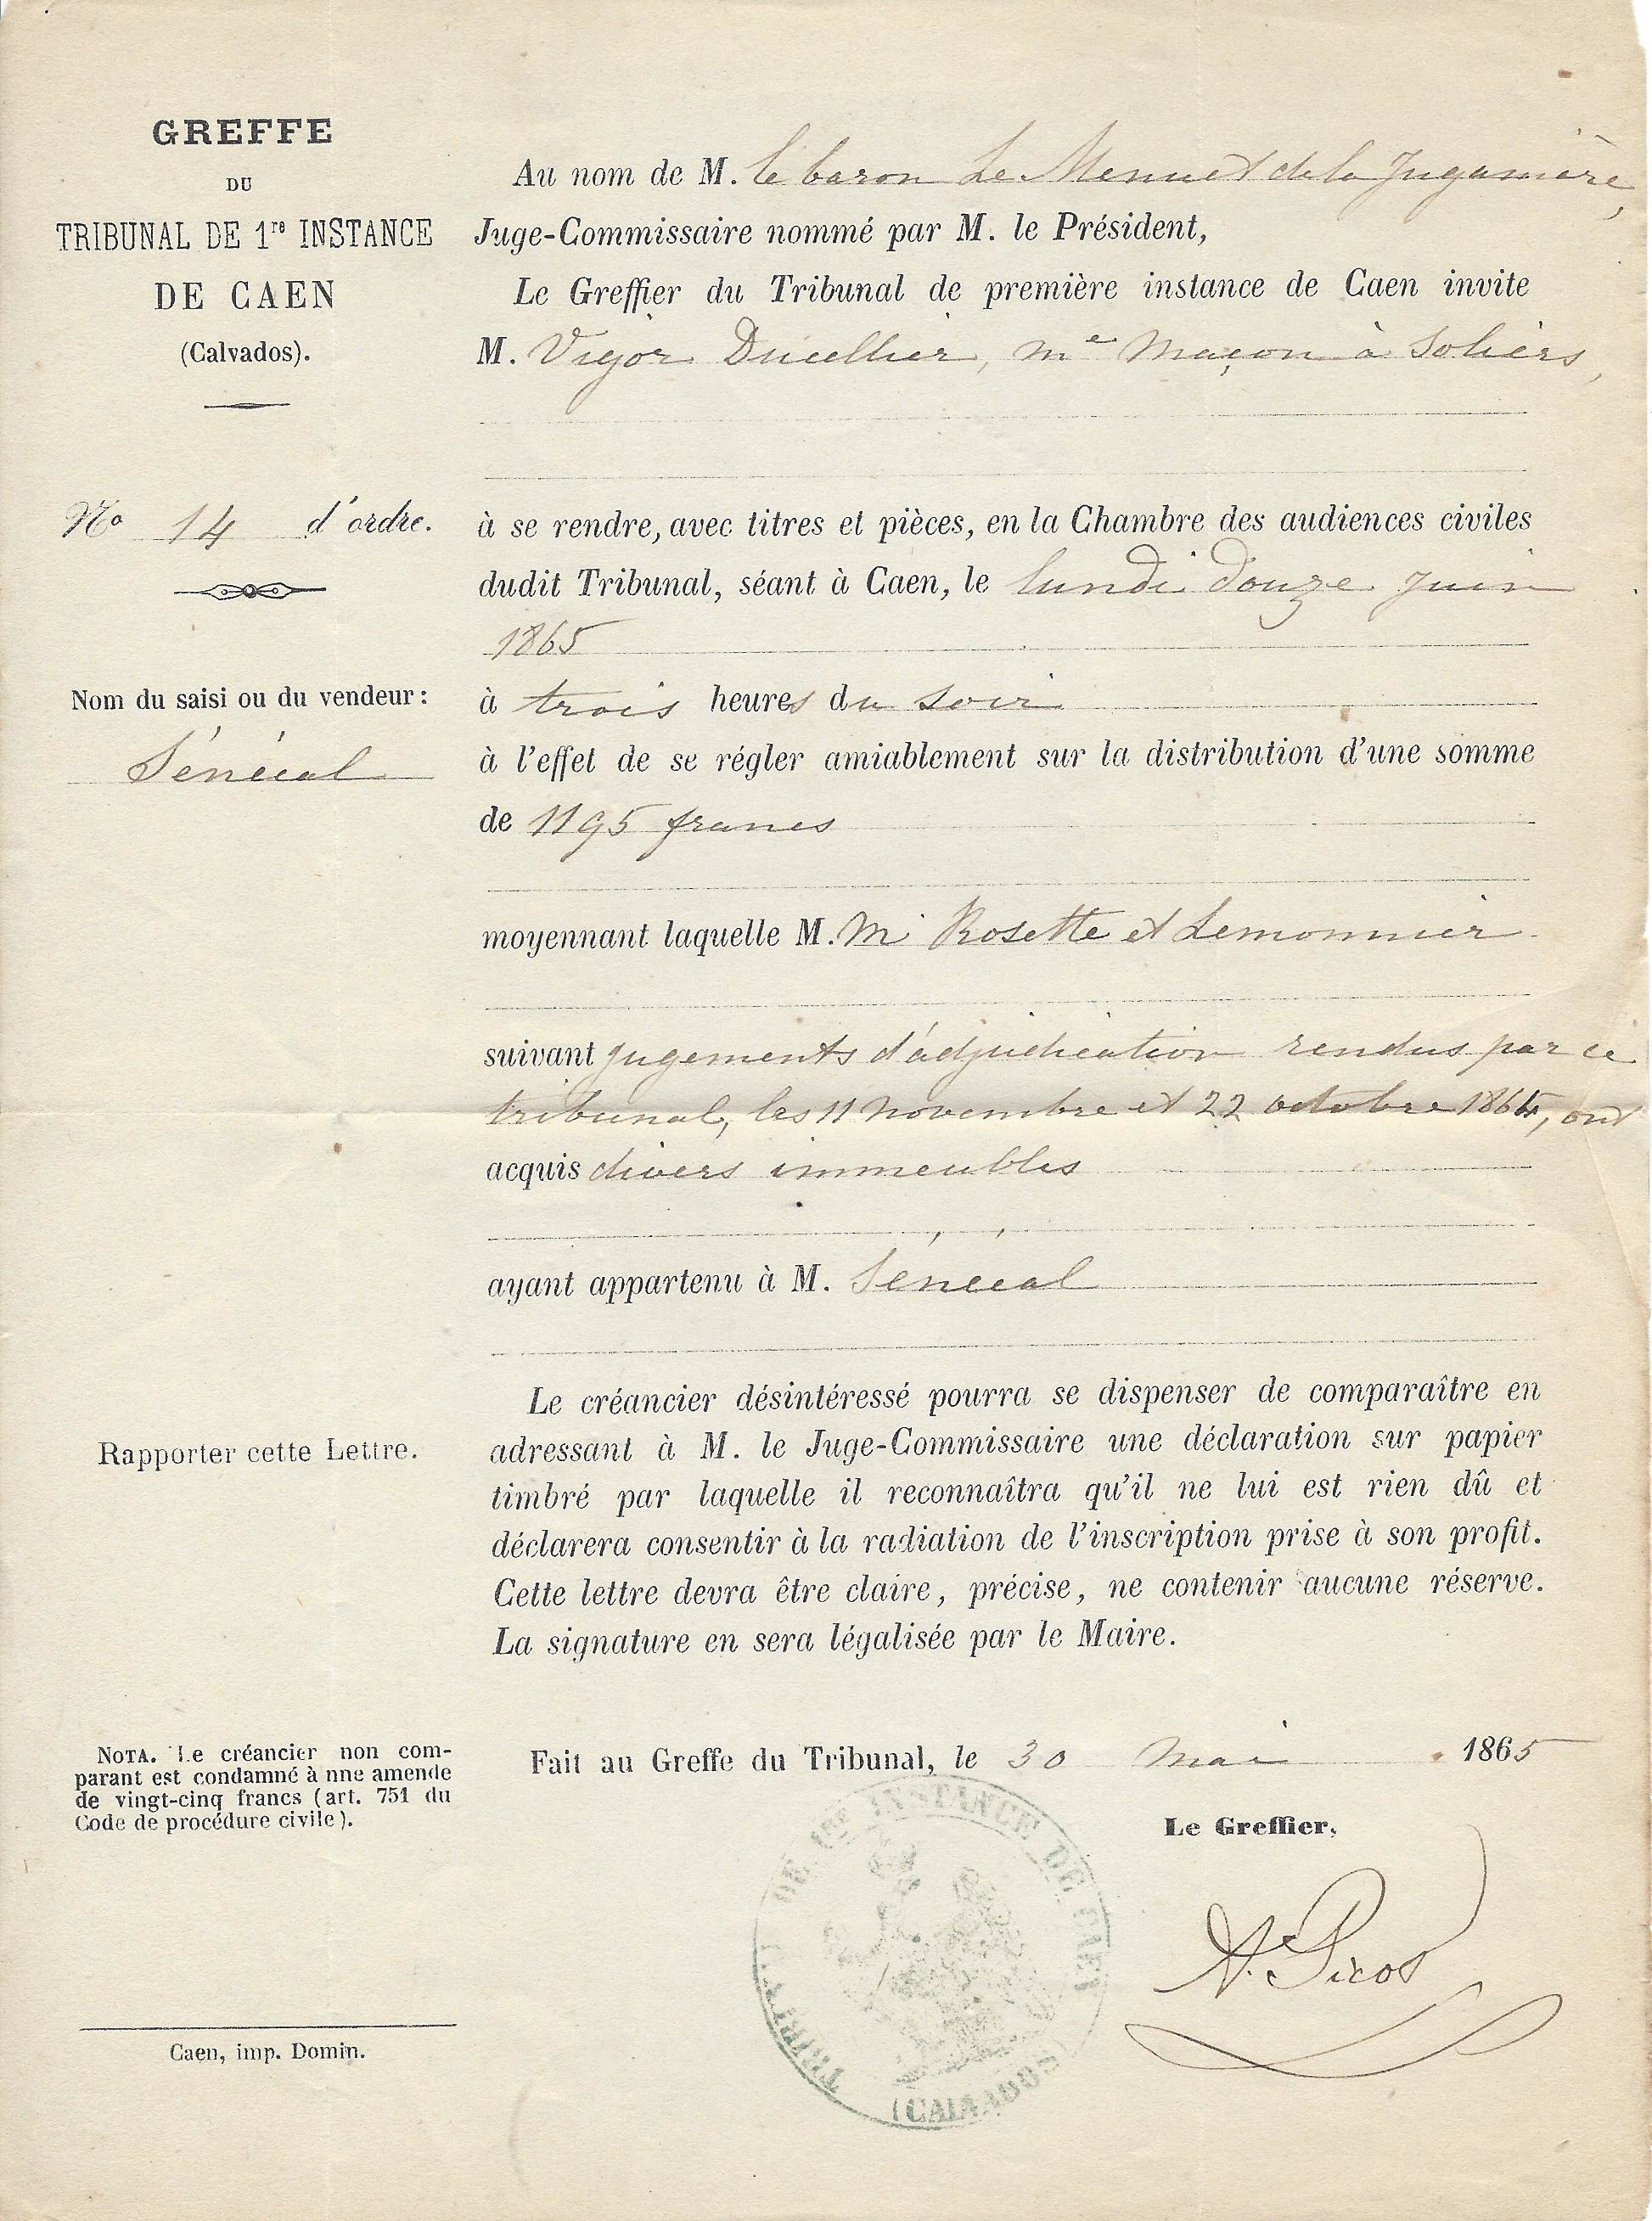 GREFFE
DU
TRIBUNAL DE 1re INSTANCE
DE CAEN
(Calvados).
No 14 d'ordre.
Nom du saisi ou du vendeur:
Sénécal
Rapporter cette Lettre.
NOTA. Le créancier non com-
parant est condamné à nne amende
de vingt-cinq francs (art. 751 du
Code de procédure civile).
Caen, imp. Domin.
Au nom de M. le baron Le Menuet de la Jugannière,
Juge-Commissaire nommé par M. le Président,
Le Greffier du Tribunal de première instance de Caen invite
M. Vigor Ducellier, me Maçon à Soliers,
à se rendre, avec titres et pièces, en la Chambre des audiences civiles
dudit Tribunal, séant à Caen, le lundi douze Juin
1865
à trois heures du soir
à l'effet de se régler amiablement sur la distribution d'une somme
de 1195 francs
moyennant laquelle M. M Rosette et Lemonnier
suivant jugements d'adjudication rendus par ce
tribunal, les 11 novembre et 22 octobre 1864, ont
acquis divers immeubles
ayant appartenu à M. Sénécal
Le créancier désintéressé pourra se dispenser de comparaître en
adressant à M. le Juge-Commissaire une déclaration sur papier
timbré par laquelle il reconnaîtra qu'il ne lui est rien dû et
déclarera consentir à la radiation de l'inscription prise à son profit.
Cette lettre devra être claire, précise, ne contenir aucune réserve.
La signature en sera légalisée par le Maire.
Fait au Greffe du Tribunal, le 30 Mai 1865
Le Greffier,
TRIBUNAL DE 1re INSTANCE DE CAEN
(CALVADOS)